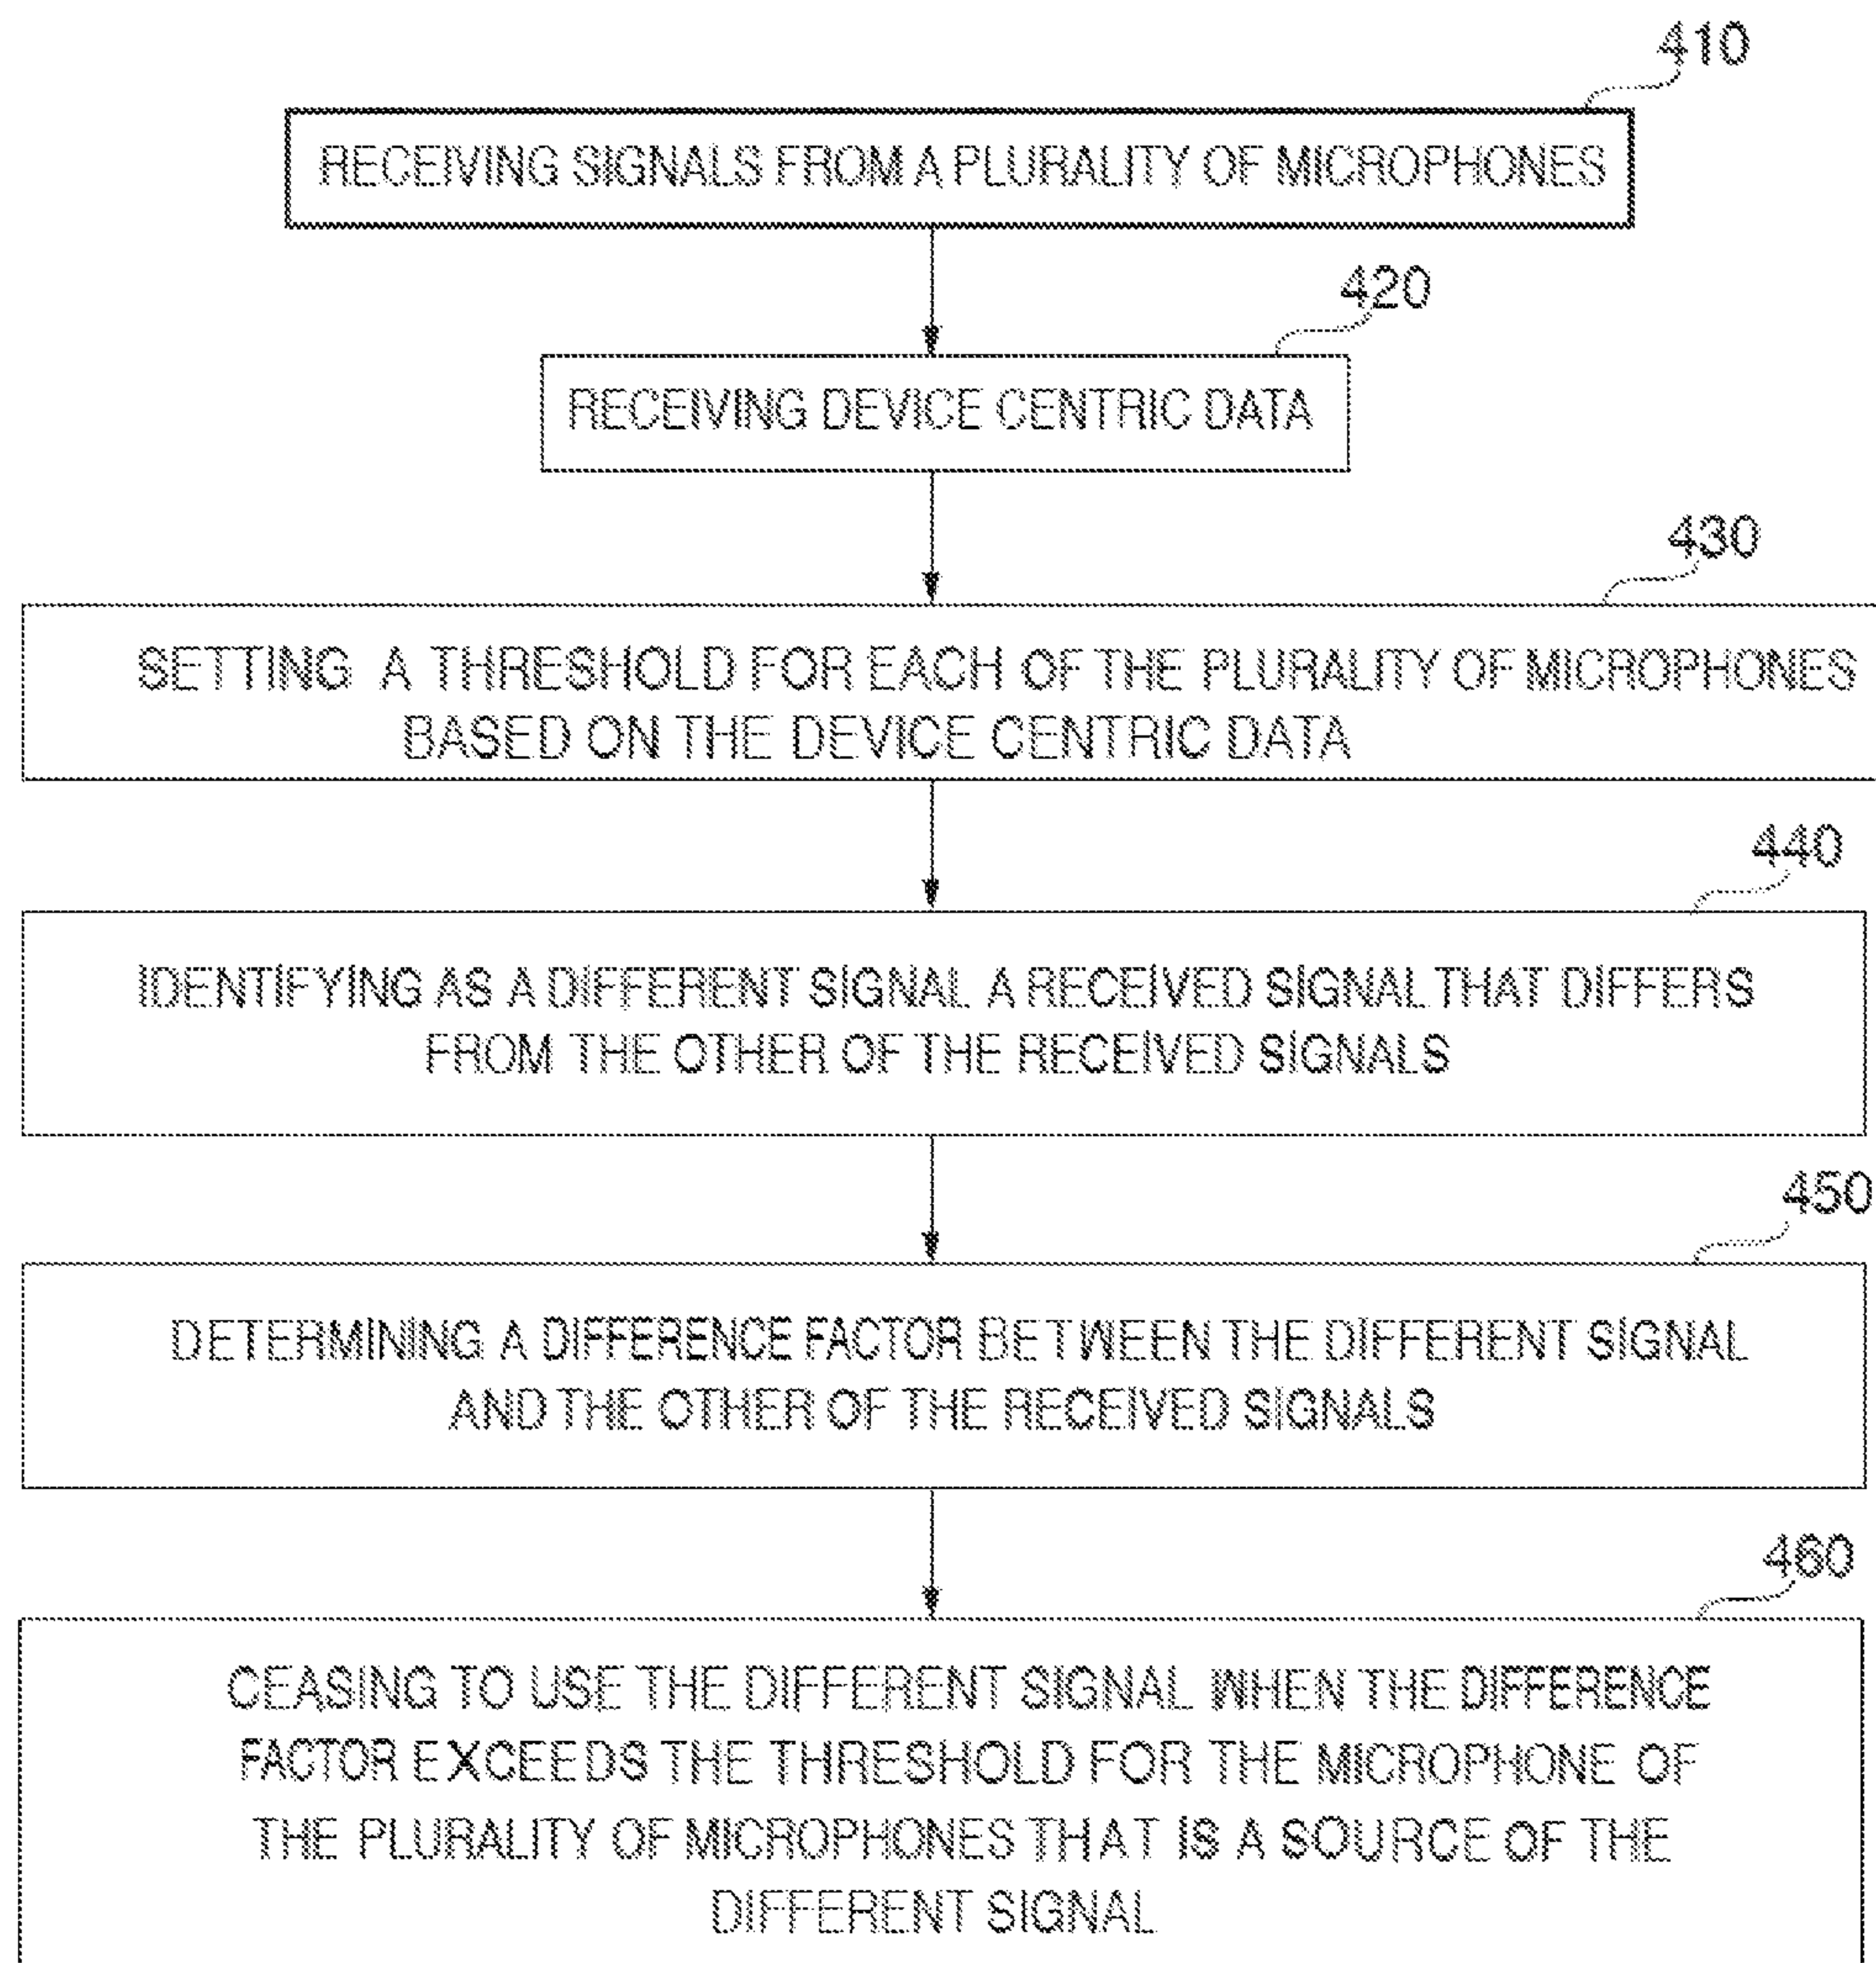 410
RECEIVING SIGNALS FROM A PLURALITY OF MICROPHONES
420
RECEIVING DEVICE CENTRIC DATA
430
SETTING A THRESHOLD FOR EACH OF THE PLURALITY OF MICROPHONES
BASED ON THE DEVICE CENTRIC DATA
440
IDENTIFYING AS A DIFFERENT SIGNAL A RECEIVED SIGNAL THAT DIFFERS
FROM THE OTHER OF THE RECEIVED SIGNALS
450
DETERMINING A DIFFERENCE FACTOR BETWEEN THE DIFFERENT SIGNAL
AND THE OTHER OF THE RECEIVED SIGNALS
460
CEASING TO USE THE DIFFERENT SIGNAL WHEN THE DIFFERENCE
FACTOR EXCEEDS THE THRESHOLD FOR THE MICROPHONE OF
THE PLURALITY OF MICROPHONES THAT IS A SOURCE OF THE
DIFFERENT SIGNAL